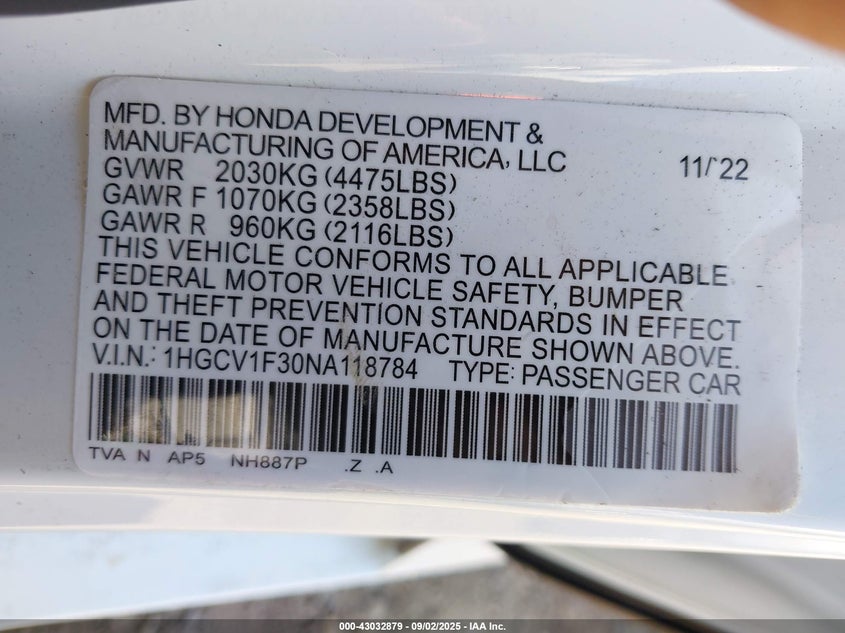 MFD. BY HONDA DEVELOPMENT &
MANUFACTURING OF AMERICA, LLC 11/'22
GVWR 2030KG (4475LBS)
GAWR F 1070KG (2358LBS)
GAWR R 960KG (2116LBS)
THIS VEHICLE CONFORMS TO ALL APPLICABLE
FEDERAL MOTOR VEHICLE SAFETY, BUMPER
AND THEFT PREVENTION STANDARDS IN EFFECT
ON THE DATE OF MANUFACTURE SHOWN ABOVE.
V.I.N.: 1HGCV1F30NA118784 TYPE: PASSENGER CAR
TVA N AP5 NH887P .Z .A
000-43032879 - 09/02/2025 - IAA Inc.